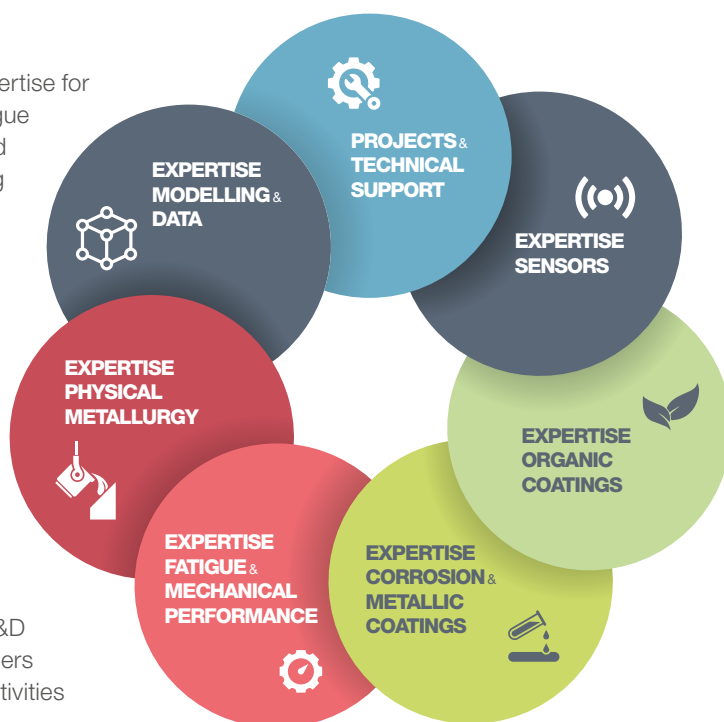 ertise for
gue
d
g
PROJECTS &
TECHNICAL
SUPPORT
EXPERTISE
MODELLING &
DATA
EXPERTISE
SENSORS
EXPERTISE
PHYSICAL
METALLURGY
EXPERTISE
ORGANIC
COATINGS
EXPERTISE
FATIGUE &
MECHANICAL
PERFORMANCE
EXPERTISE
CORROSION &
METALLIC
COATINGS
&D
ers
tivities